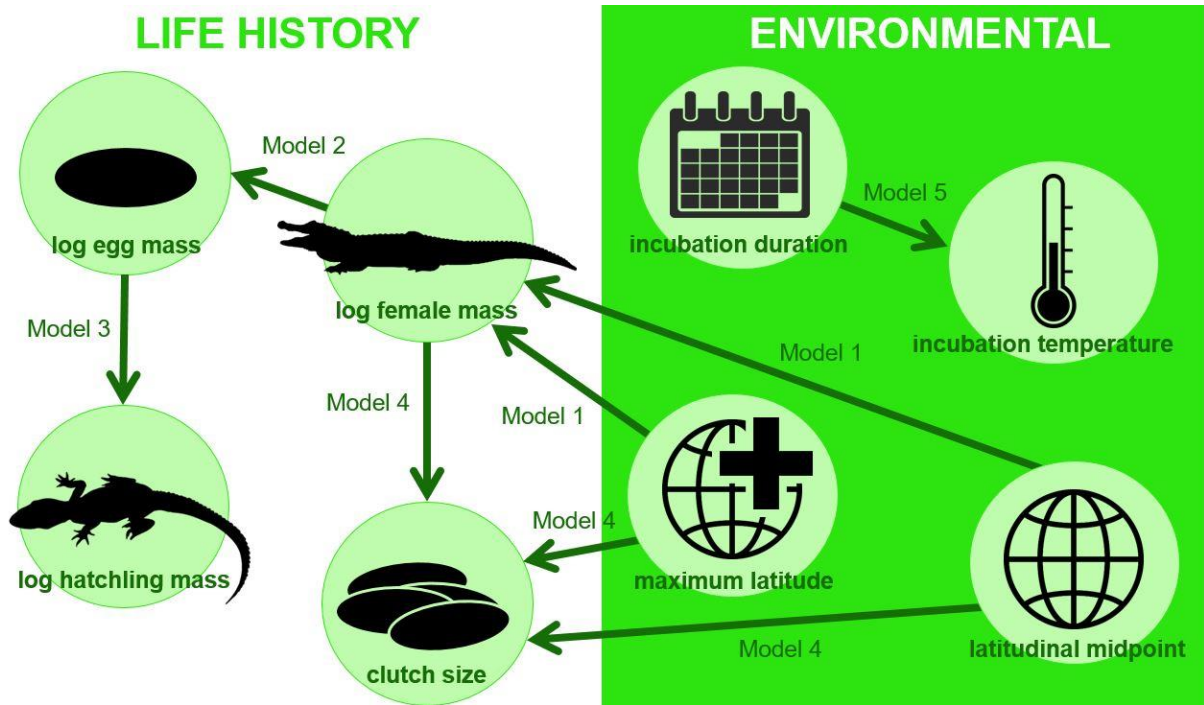 LIFE HISTORY
ENVIRONMENTAL
Model 2
log egg mass
log female mass
Model 3
Model 4
Model 1
log hatchling mass
clutch size
incubation duration
Model 5
incubation temperature
Model 1
Model 4
maximum latitude
Model 4
latitudinal midpoint